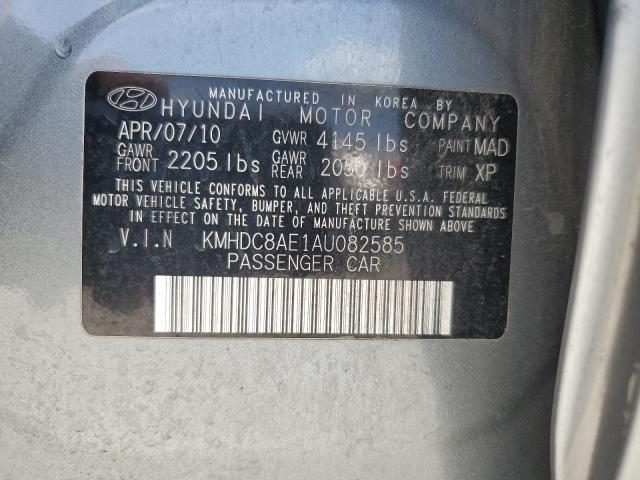 MANUFACTURED IN KOREA BY
HYUNDAI MOTOR COMPANY
APR/07/10 GVWR 4145 lbs PAINT MAD
GAWR FRONT 2205 lbs GAWR REAR 2050 lbs TRIM XP
THIS VEHICLE CONFORMS TO ALL APPLICABLE U.S.A. FEDERAL
MOTOR VEHICLE SAFETY, BUMPER, AND THEFT PREVENTION STANDARDS
IN EFFECT ON THE DATE OF MANUFACTURE SHOWN ABOVE
V.I.N KMHDC8AE1AU082585
PASSENGER CAR